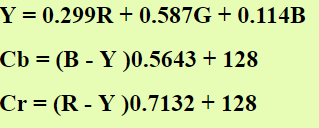 Y = 0.299R + 0.587G + 0.114B
Cb = (B - Y )0.5643 + 128
Cr = (R - Y )0.7132 + 128